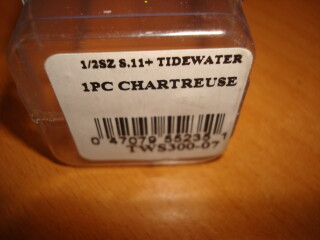 1/2SZ S.11+ TIDEWATER
1PC CHARTREUSE
0 47079 55235 1
TWS300-07